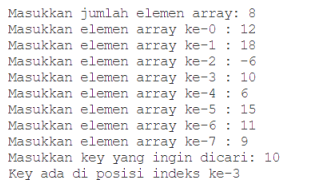 Masukkan jumlah elemen array: 8
Masukkan elemen array ke-0 : 12
Masukkan elemen array ke-1 : 18
Masukkan elemen array ke-2 : -6
Masukkan elemen array ke-3 : 10
Masukkan elemen array ke-4 : 6
Masukkan elemen array ke-5 : 15
Masukkan elemen array ke-6 : 11
Masukkan elemen array ke-7 : 9
Masukkan key yang ingin dicari: 10
Key ada di posisi indeks ke-3